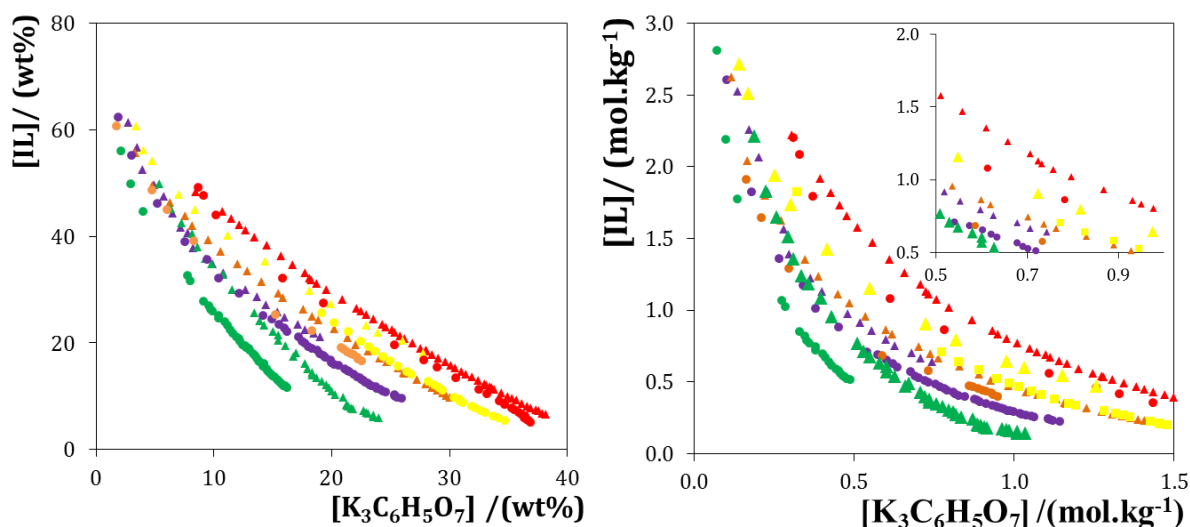 80
60
40
20
0
0 10 20 30 40
[IL]/ (wt%)
[K₃C₆H₅O₇] /(wt%)
3.0
2.5
2.0
1.5
1.0
0.5
0.0
0.0 0.5 1.0 1.5
[IL]/ (mol.kg⁻¹)
[K₃C₆H₅O₇] /(mol.kg⁻¹)
2.0
1.5
1.0
0.5
0.5 0.7 0.9